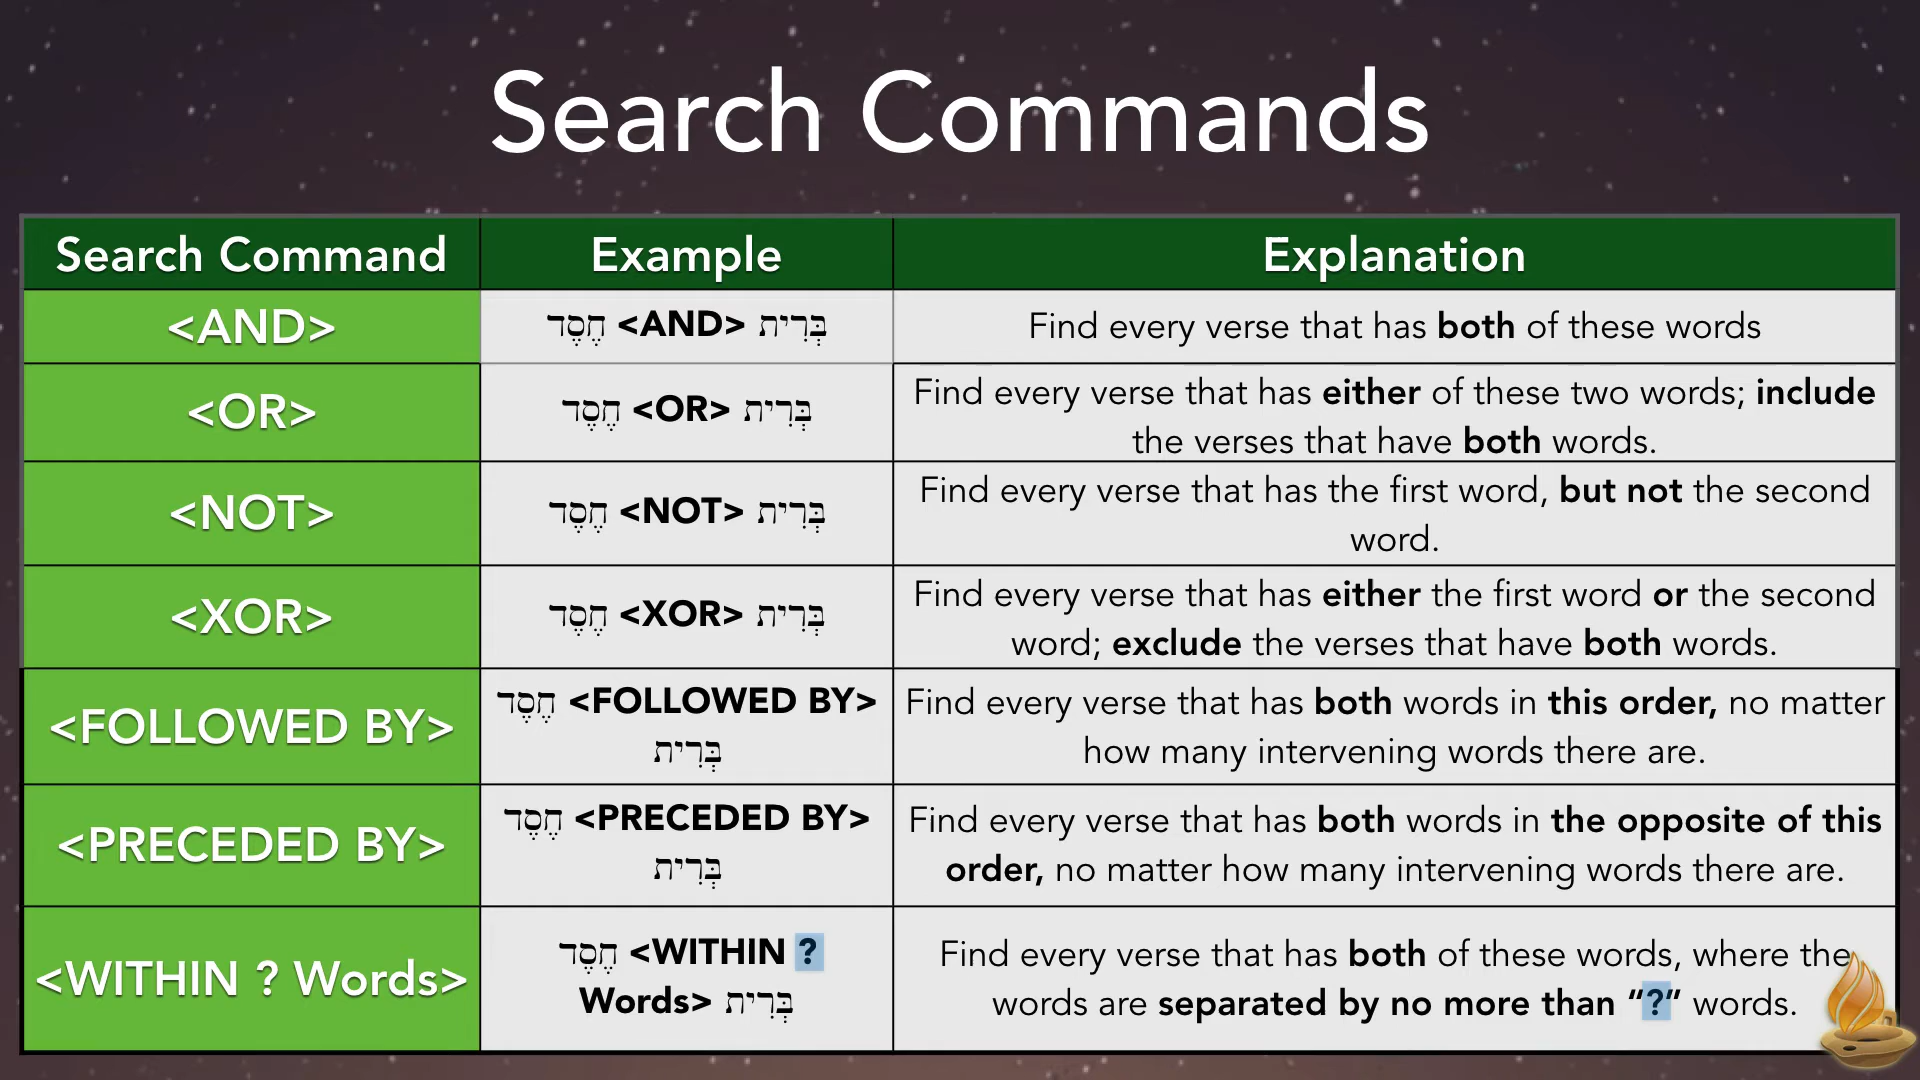 Search Commands
Search Command
Example
Explanation
<AND>
חֶסֶד <AND> בְּרִית
Find every verse that has both of these words
<OR>
חֶסֶד <OR> בְּרִית
Find every verse that has either of these two words; include
the verses that have both words.
<NOT>
חֶסֶד <NOT> בְּרִית
Find every verse that has the first word, but not the second
word.
<XOR>
חֶסֶד <XOR> בְּרִית
Find every verse that has either the first word or the second
word; exclude the verses that have both words.
<FOLLOWED BY>
חֶסֶד <FOLLOWED BY>
בְּרִית
Find every verse that has both words in this order, no matter
how many intervening words there are.
<PRECEDED BY>
חֶסֶד <PRECEDED BY>
בְּרִית
Find every verse that has both words in the opposite of this
order, no matter how many intervening words there are.
<WITHIN ? Words>
חֶסֶד <WITHIN ?
Words> בְּרִית
Find every verse that has both of these words, where the
words are separated by no more than “?” words.